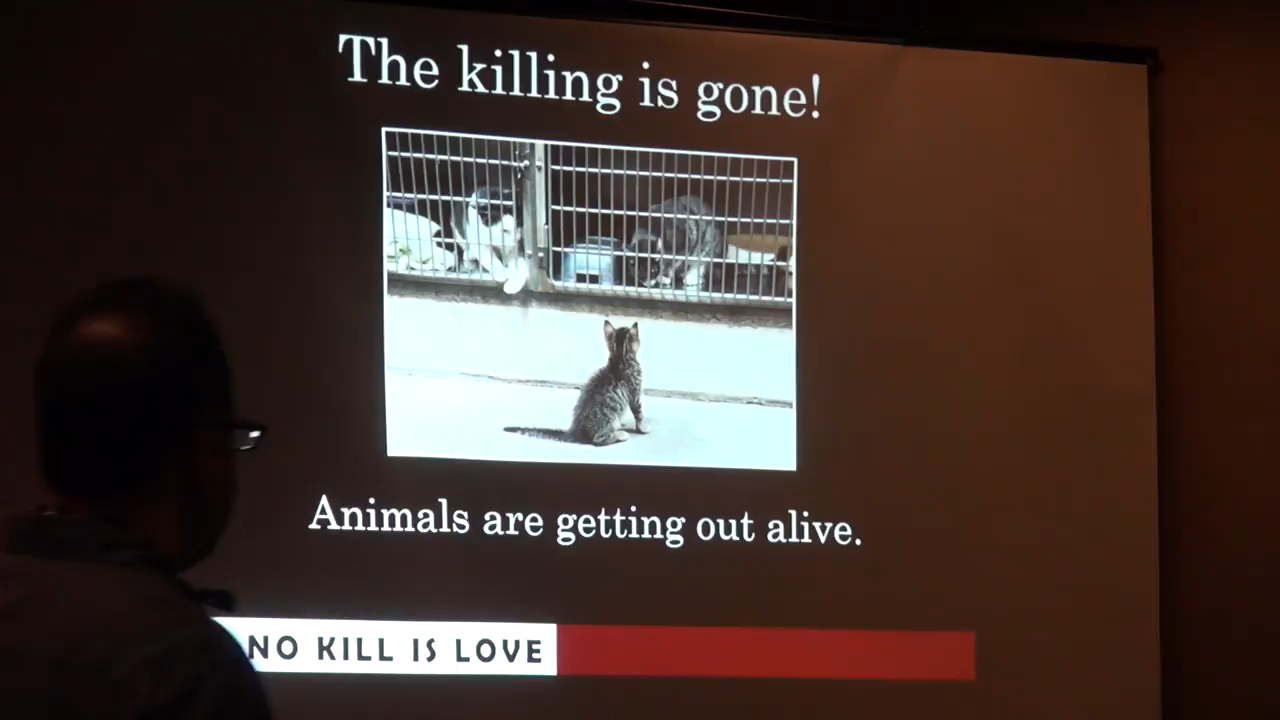 The killing is gone!
Animals are getting out alive.
NO KILL IS LOVE